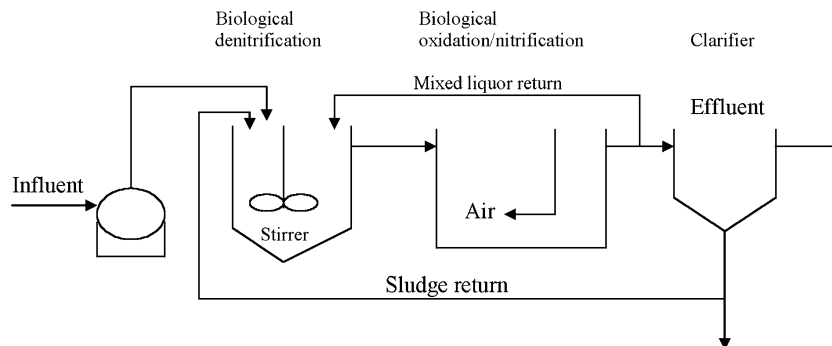 Biological
denitrification
Biological
oxidation/nitrification
Clarifier
Mixed liquor return
Effluent
Influent
Air
Stirrer
Sludge return